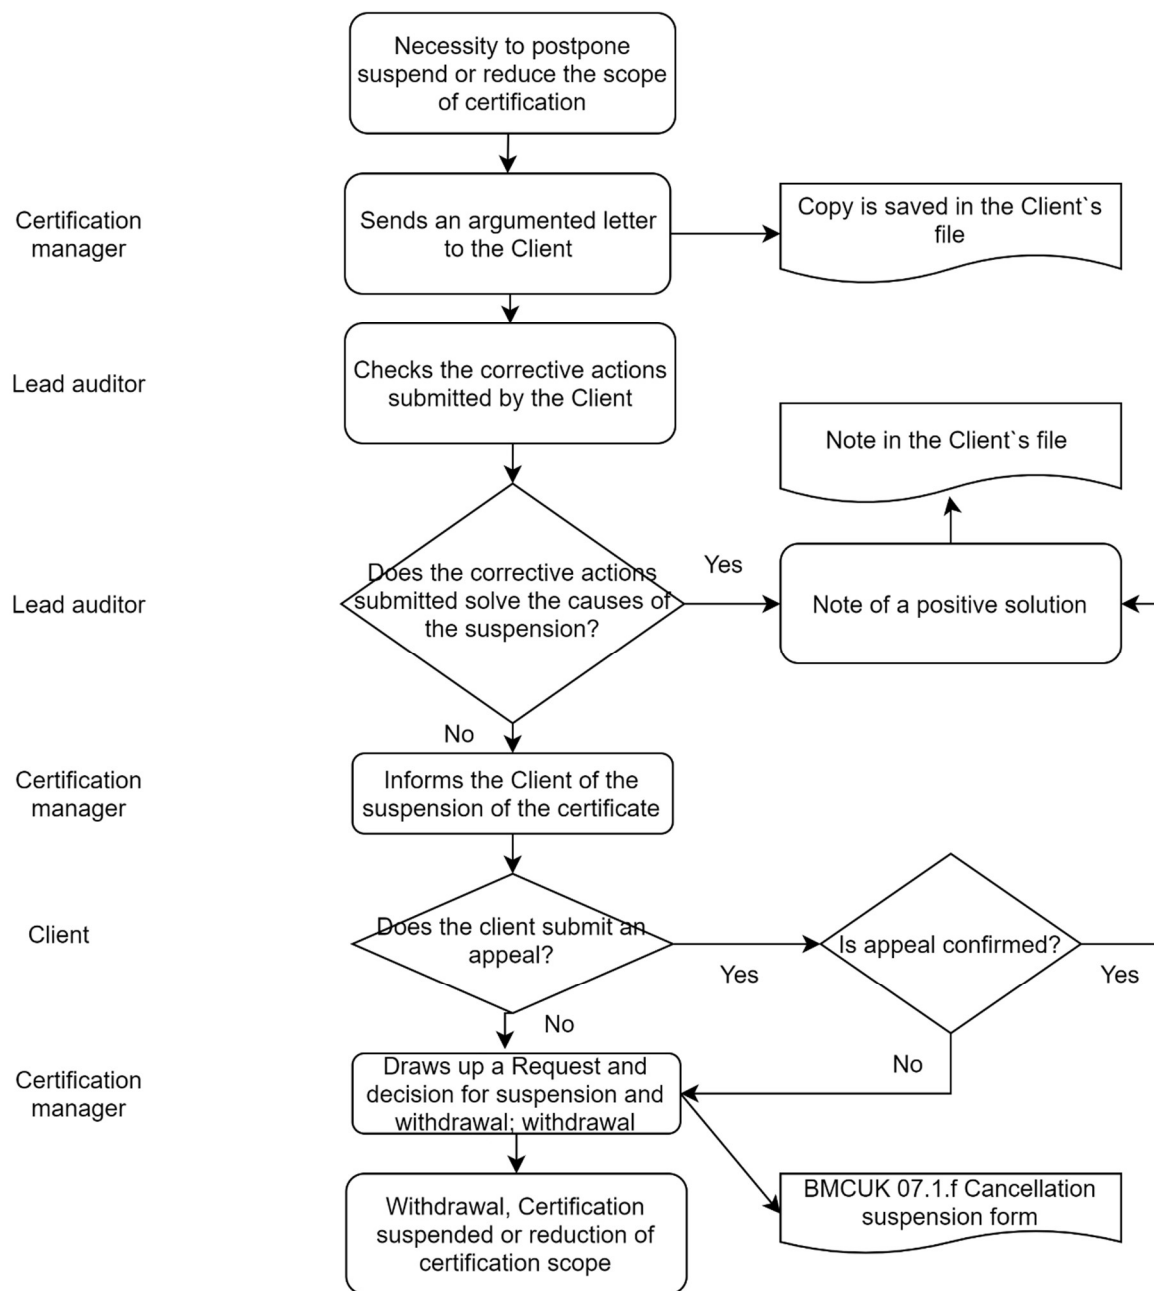 Necessity to postpone
suspend or reduce the scope
of certification
Certification
manager
Sends an argumented letter
to the Client
Copy is saved in the Client`s
file
Lead auditor
Checks the corrective actions
submitted by the Client
Note in the Client`s file
Lead auditor
Does the corrective actions
submitted solve the causes of
the suspension?
Yes
Note of a positive solution
No
Certification
manager
Informs the Client of the
suspension of the certificate
Client
Does the client submit an
appeal?
Yes
Is appeal confirmed?
Yes
No
No
Certification
manager
Draws up a Request and
decision for suspension and
withdrawal; withdrawal
Withdrawal, Certification
suspended or reduction of
certification scope
BMCUK 07.1.f Cancellation
suspension form